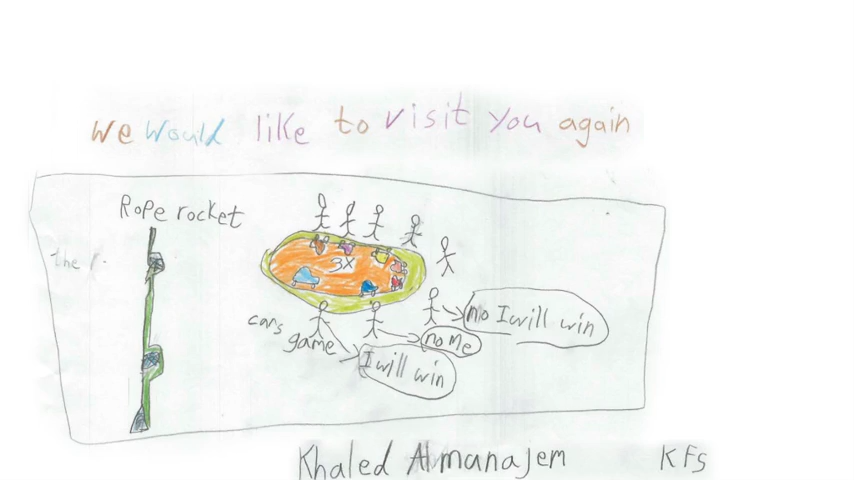 we would like to visit you again
Rope rocket
the
3X
cars
game
no I will win
no Me
I will win
Khaled Almanajem KFS